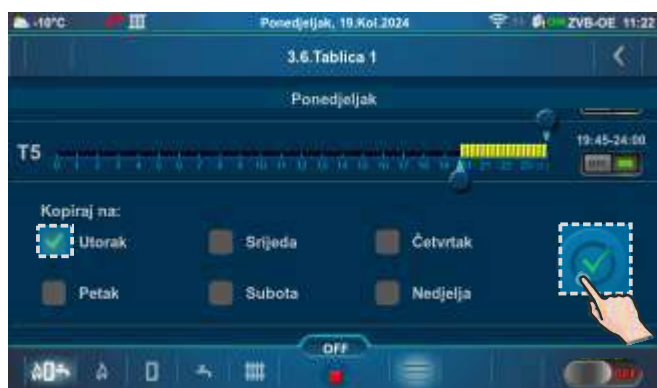 -10°C Ponedjeljak, 19.Kol.2024 ZVB-OE 11:22
3.6.Tablica 1
Ponedjeljak
T5 19:45-24:00
Kopiraj na:
Utorak Srijeda Četvrtak
Petak Subota Nedjelja
OFF
OFF